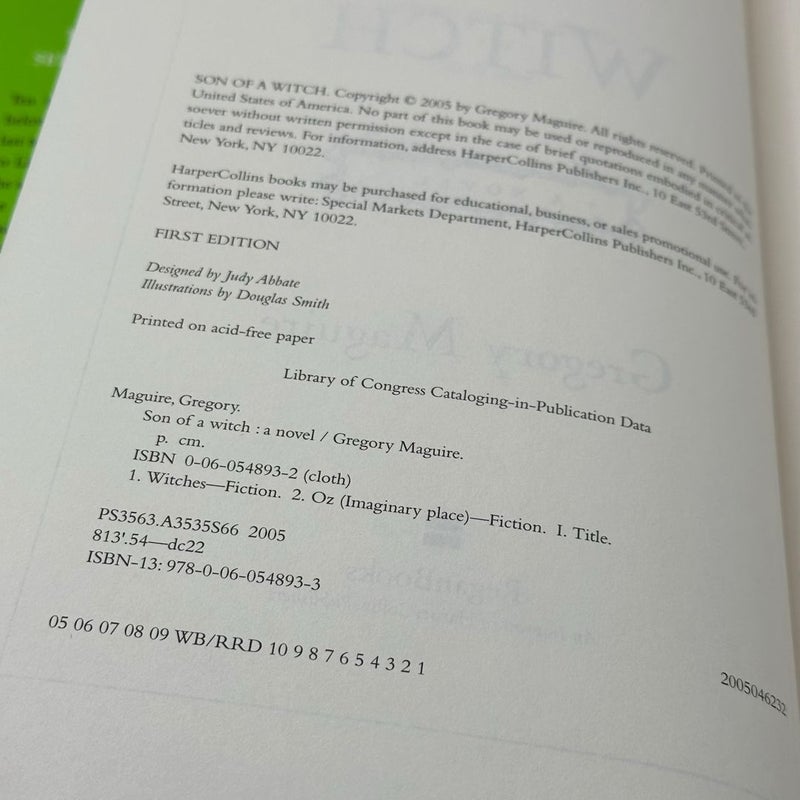 SON OF A WITCH. Copyright © 2005 by Gregory Maguire. All rights reserved. Printed in the
United States of America. No part of this book may be used or reproduced in any manner what-
soever without written permission except in the case of brief quotations embodied in critical ar-
ticles and reviews. For information, address HarperCollins Publishers Inc., 10 East 53rd Street,
New York, NY 10022.
HarperCollins books may be purchased for educational, business, or sales promotional use. For in-
formation please write: Special Markets Department, HarperCollins Publishers Inc., 10 East 53rd
Street, New York, NY 10022.
FIRST EDITION
Designed by Judy Abbate
Illustrations by Douglas Smith
Printed on acid-free paper
Library of Congress Cataloging-in-Publication Data
Maguire, Gregory.
Son of a witch : a novel / Gregory Maguire.
p. cm.
ISBN 0-06-054893-2 (cloth)
1. Witches—Fiction. 2. Oz (Imaginary place)—Fiction. I. Title.
PS3563.A3535S66 2005
813'.54—dc22
ISBN-13: 978-0-06-054893-3
2005046232
05 06 07 08 09 WB/RRD 10 9 8 7 6 5 4 3 2 1